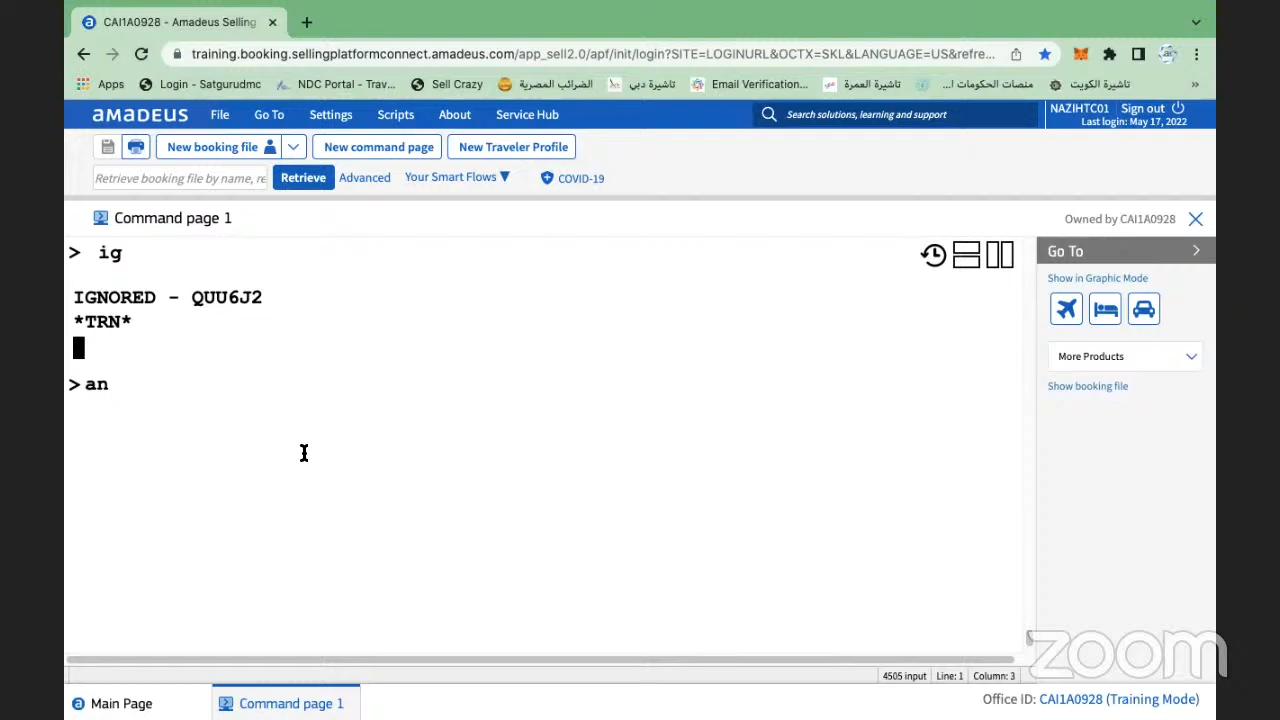 CAI1A0928 - Amadeus Selling
training.booking.sellingplatformconnect.amadeus.com/app_sell2.0/apf/init/login?SITE=LOGINURL&OCTX=SKL&LANGUAGE=US&refre...
Apps Login - Satgurudmc NDC Portal - Trav... Sell Crazy الضرائب المصرية تاشيرة دبي Email Verification... تاشيرة العمرة منصات الحكومات ا... تاشيرة الكويت »
amadeus File Go To Settings Scripts About Service Hub Search solutions, learning and support NAZIHTC01 Sign out
Last login: May 17, 2022
New booking file New command page New Traveler Profile
Retrieve booking file by name, re Retrieve Advanced Your Smart Flows COVID-19
Command page 1 Owned by CAI1A0928
> ig
Go To
Show in Graphic Mode
IGNORED - QUU6J2
*TRN*
More Products
> an
Show booking file
zoom
4505 input Line: 1 Column: 3
Main Page Command page 1 Office ID: CAI1A0928 (Training Mode)